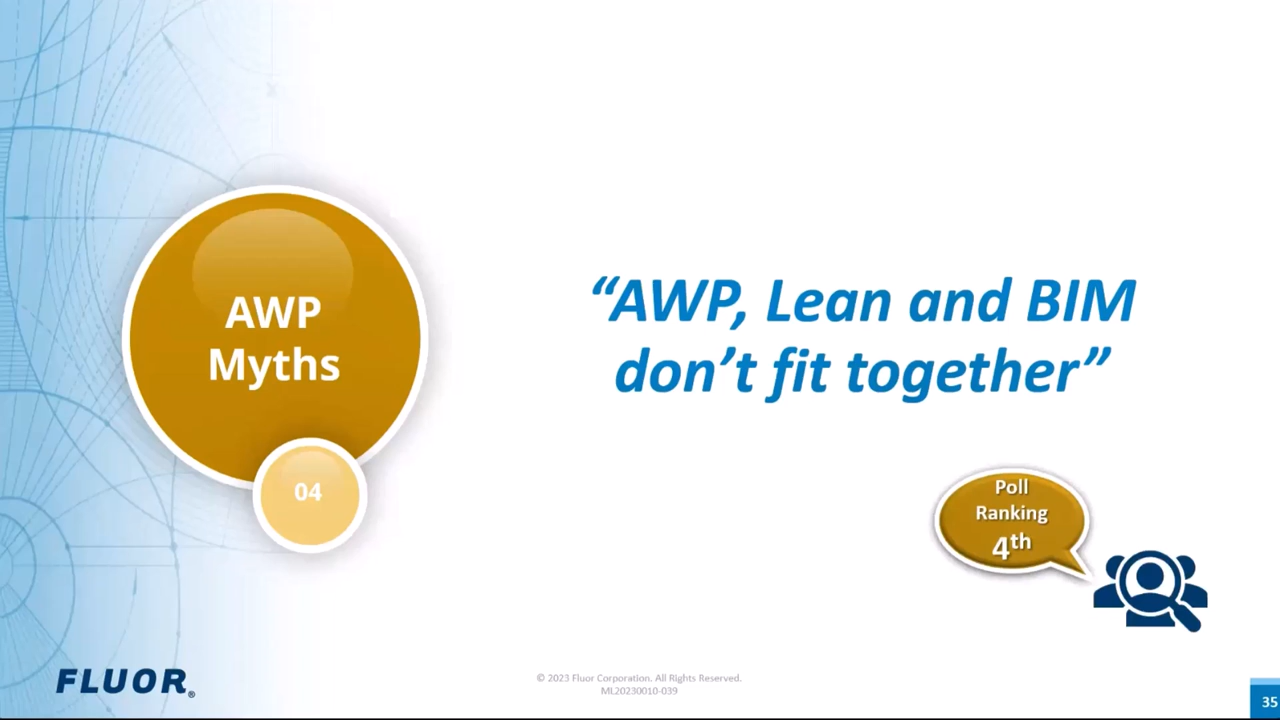 AWP
Myths
04
“AWP, Lean and BIM
don’t fit together”
Poll
Ranking
4th
FLUOR®
© 2023 Fluor Corporation. All Rights Reserved.
ML20230010-039
35